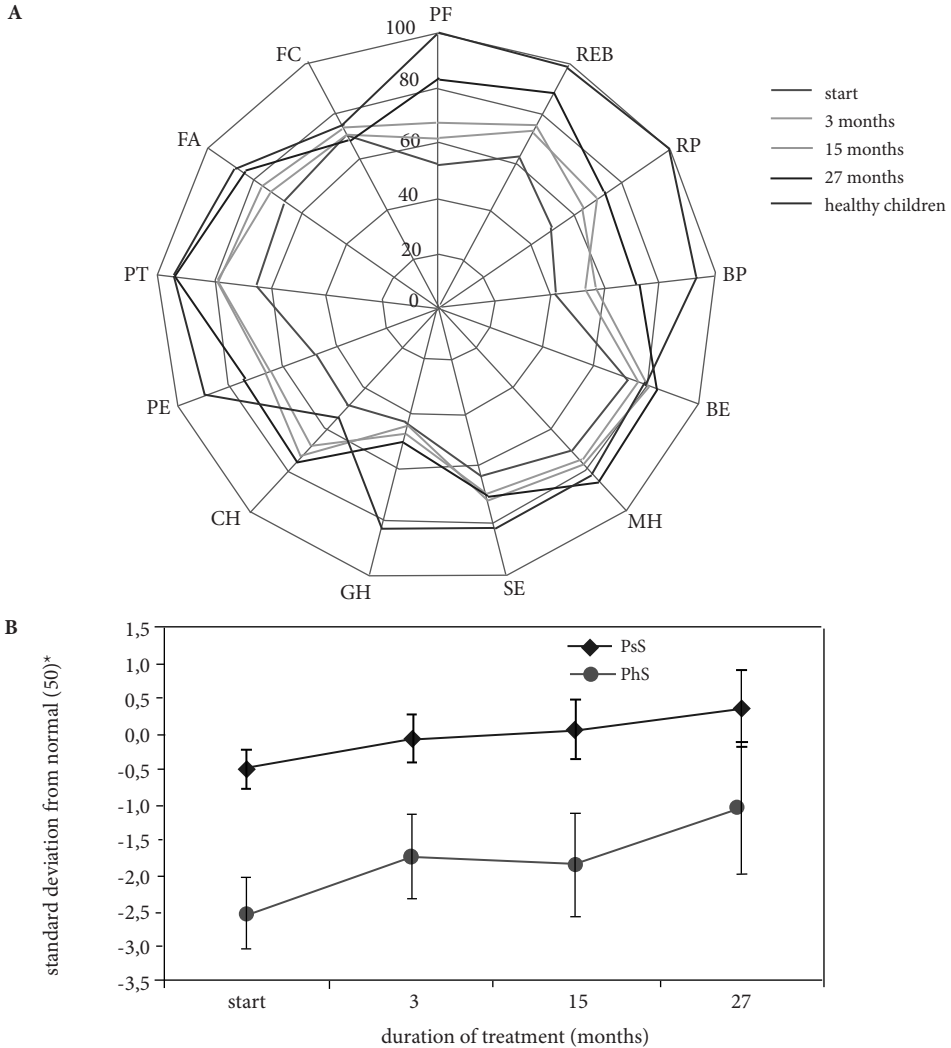 A
PF
REB
RP
BP
BE
MH
SE
GH
CH
PE
PT
FA
FC
100
80
60
40
20
0
start
3 months
15 months
27 months
healthy children
B
standard deviation from normal (50)*
1,5
1,0
0,5
0,0
-0,5
-1,0
-1,5
-2,0
-2,5
-3,0
-3,5
PsS
PhS
start
3
15
27
duration of treatment (months)